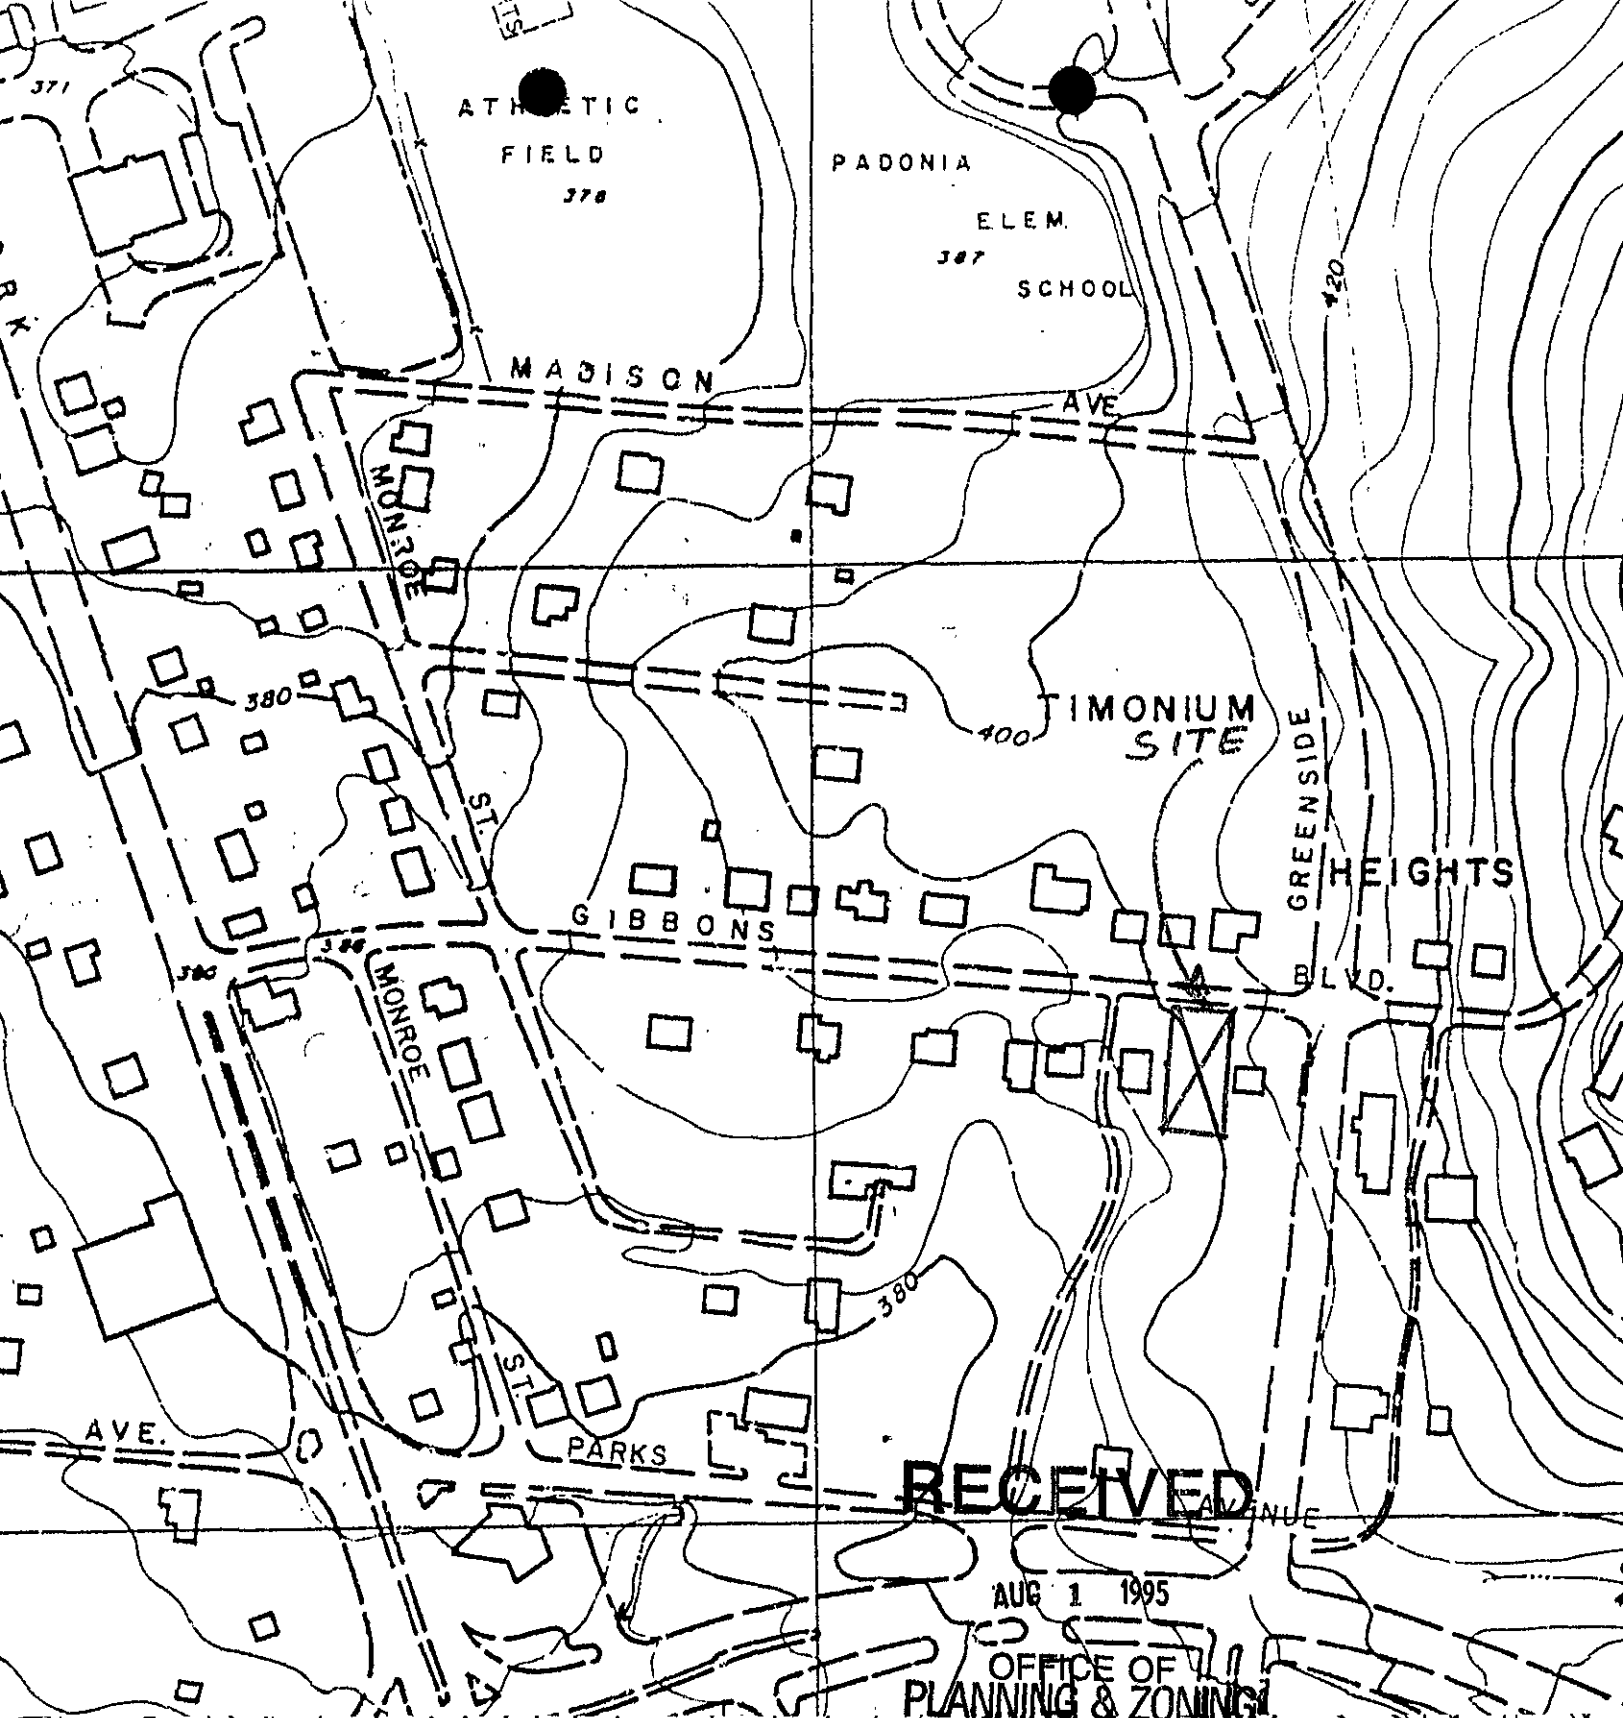 371
ATHLETIC
FIELD
378
PADONIA
ELEM.
387
SCHOOL
420
MADISON
AVE
MONROE
380
TIMONIUM
SITE
400
GREENSIDE
ST.
HEIGHTS
GIBBONS
BLVD.
380
MONROE
380
ST.
AVE.
PARKS
RECEIVED
AVENUE
AUG 1 1995
OFFICE OF
PLANNING & ZONING